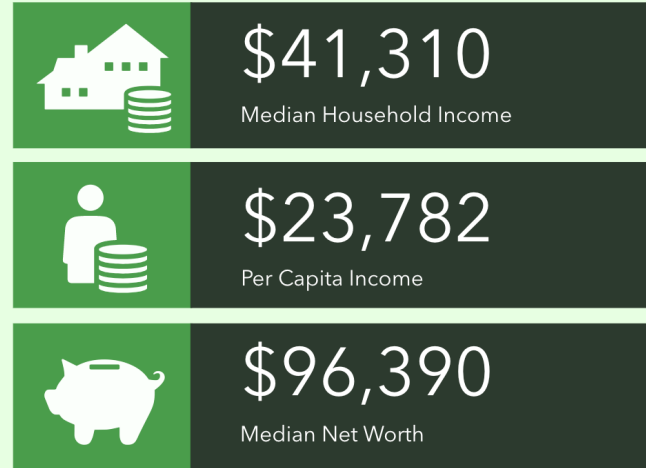 $41,310
Median Household Income
$23,782
Per Capita Income
$96,390
Median Net Worth